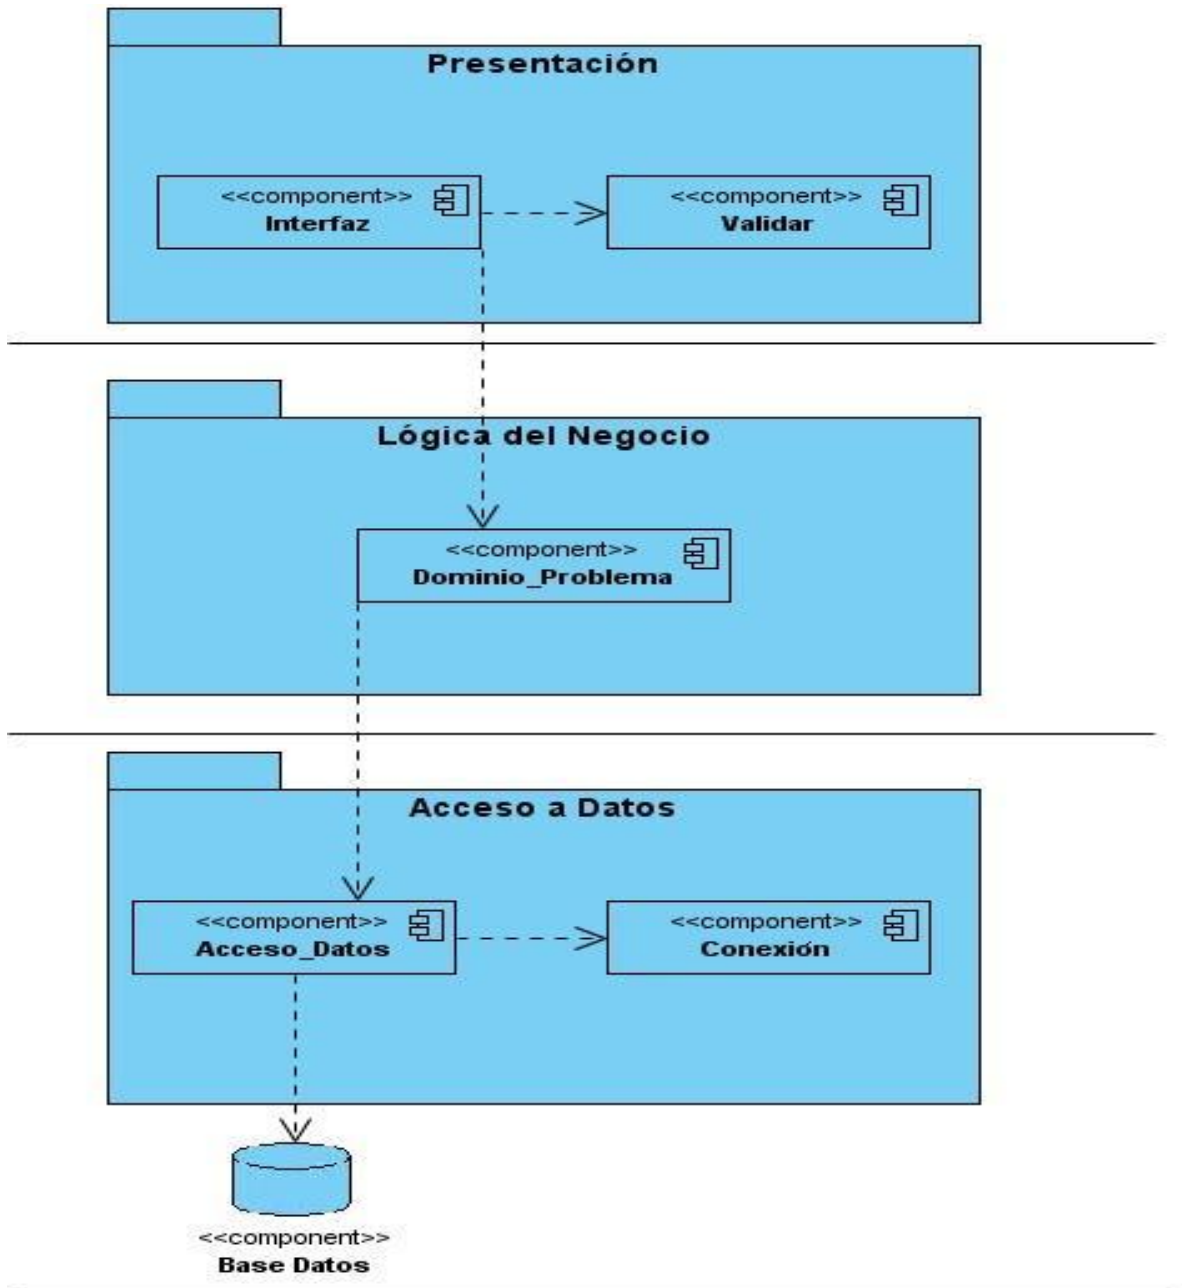 Presentación
<<component>>
Interfaz
<<component>>
Validar
Lógica del Negocio
<<component>>
Dominio_Problema
Acceso a Datos
<<component>>
Acceso_Datos
<<component>>
Conexión
<<component>>
Base Datos